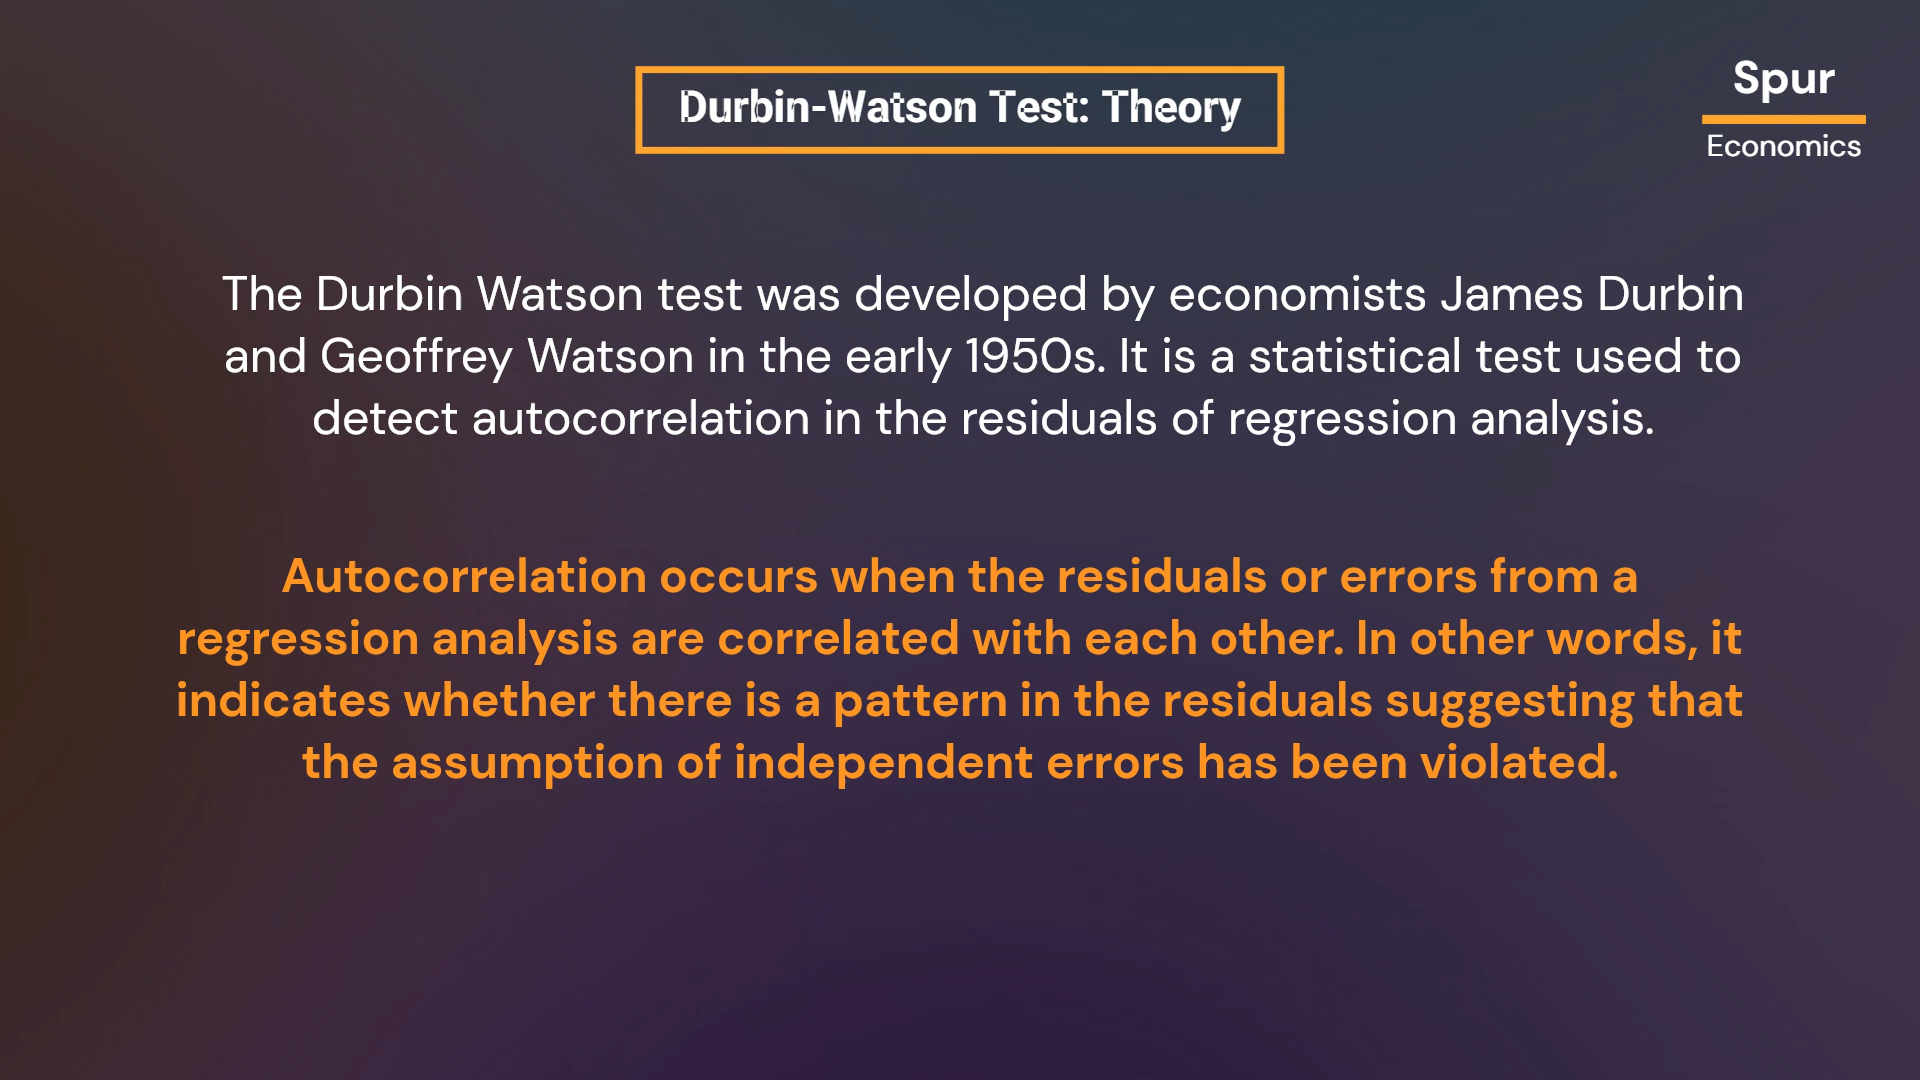 Durbin-Watson Test: Theory
Spur
Economics
The Durbin Watson test was developed by economists James Durbin
and Geoffrey Watson in the early 1950s. It is a statistical test used to
detect autocorrelation in the residuals of regression analysis.
Autocorrelation occurs when the residuals or errors from a
regression analysis are correlated with each other. In other words, it
indicates whether there is a pattern in the residuals suggesting that
the assumption of independent errors has been violated.